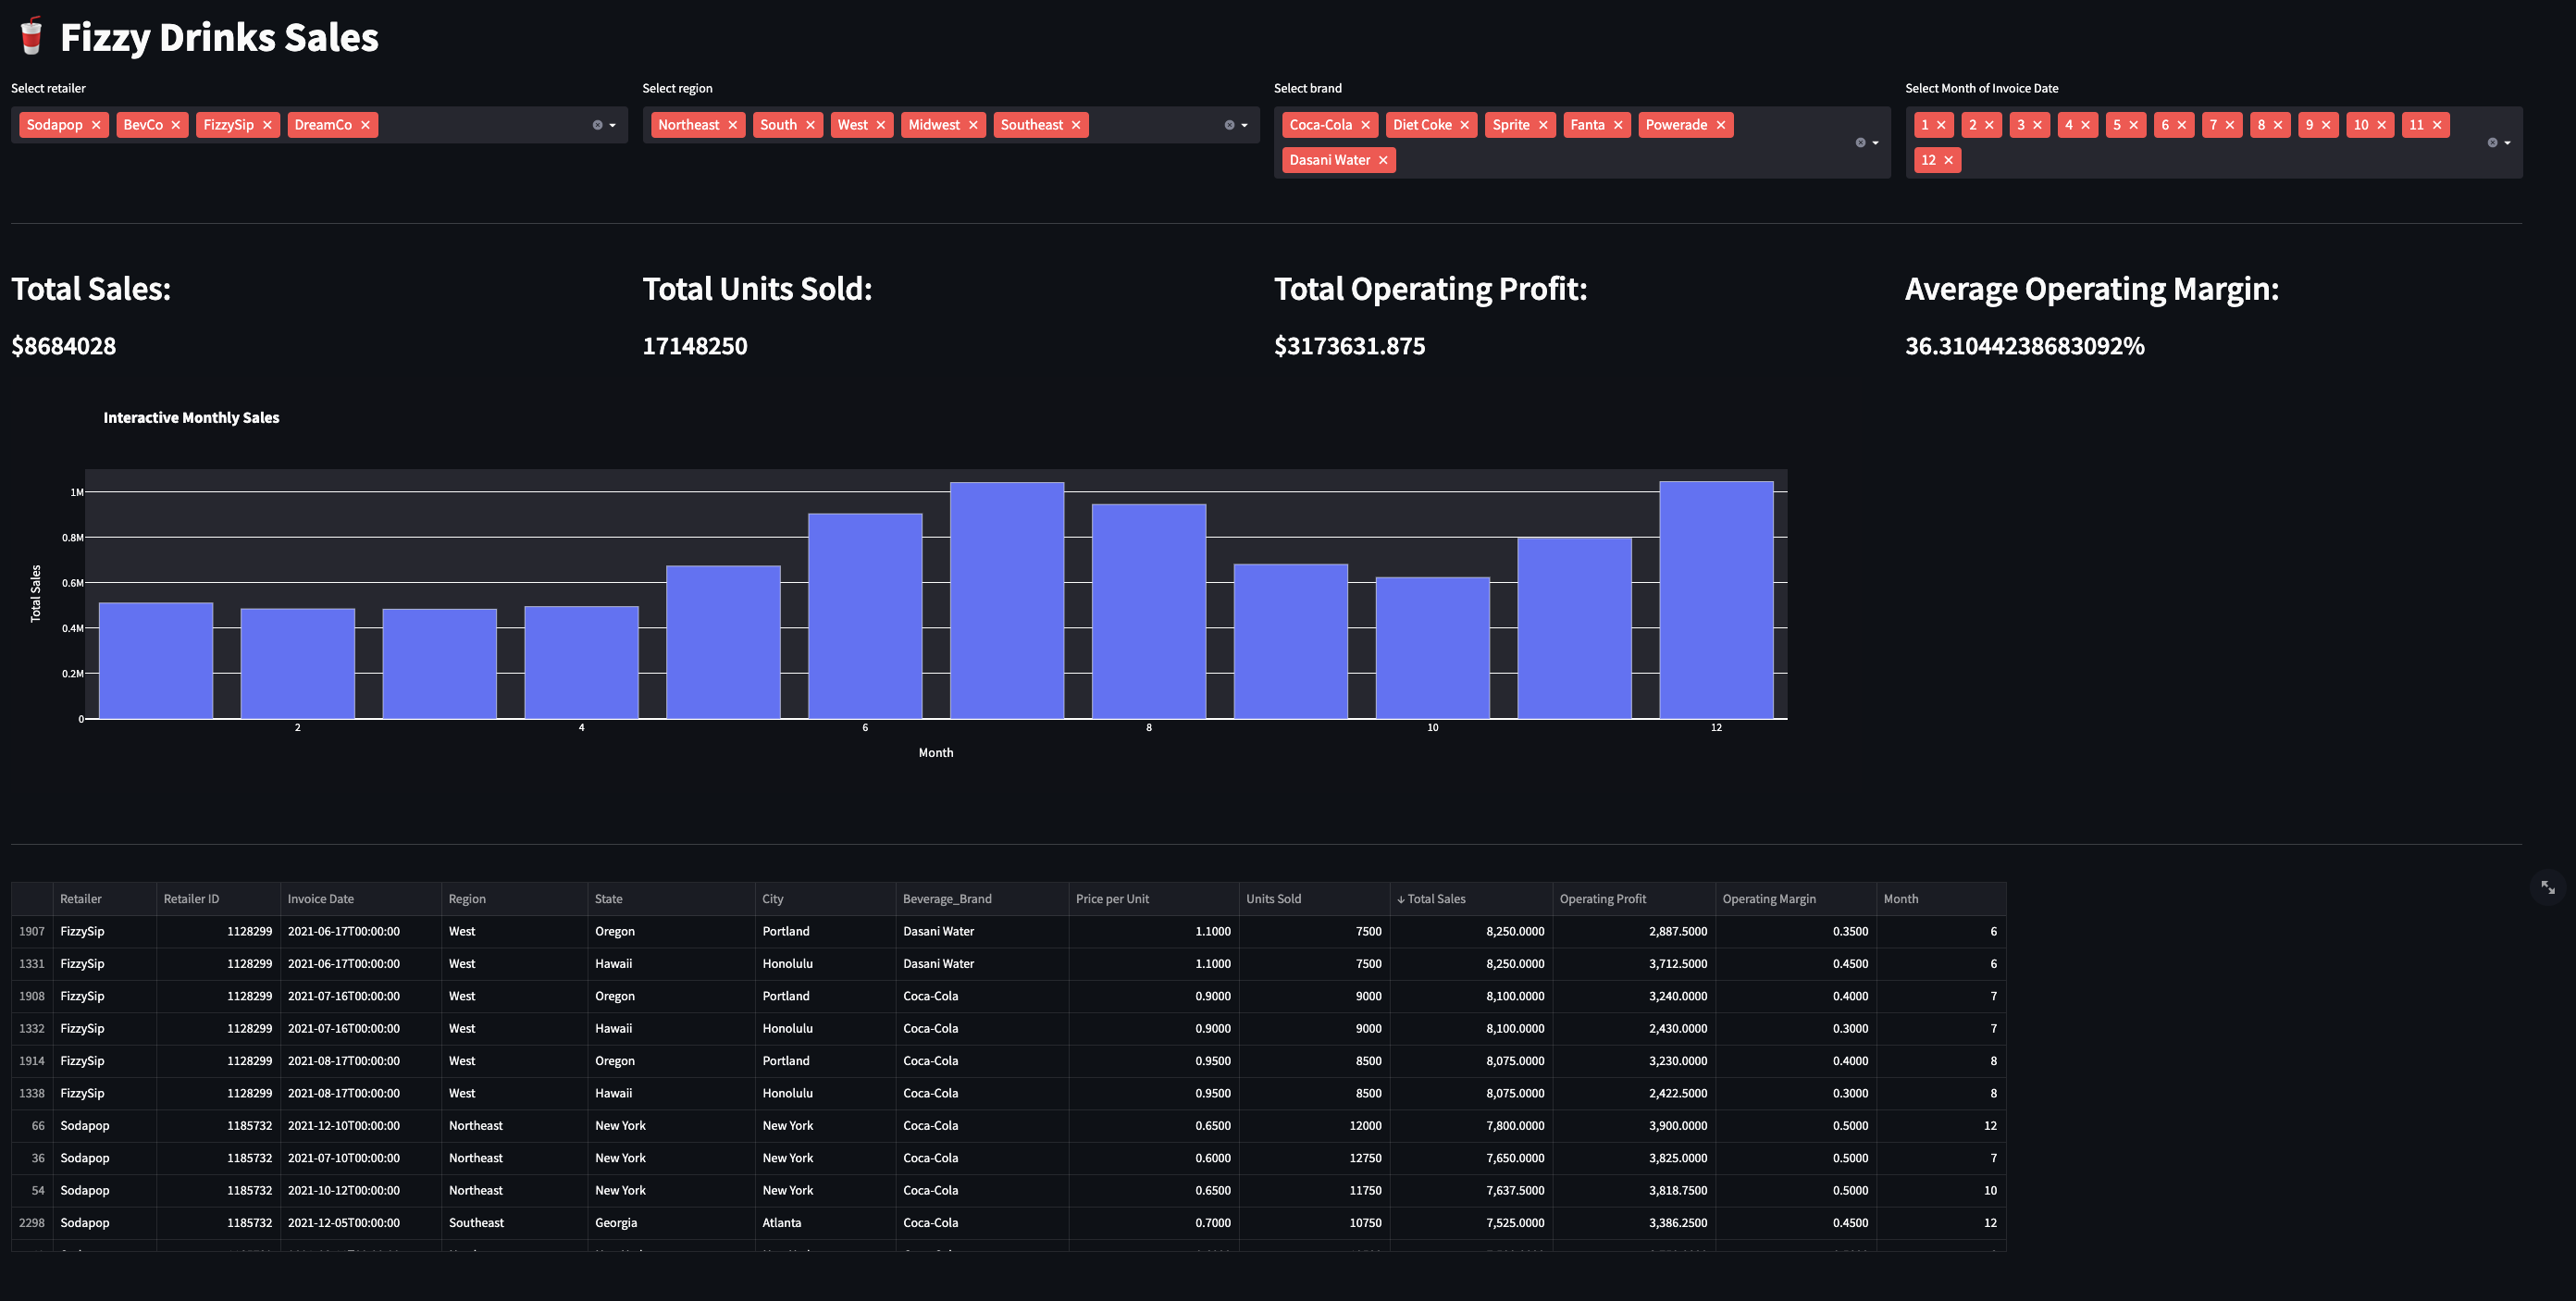 Fizzy Drinks Sales
Select retailer
Sodapop BevCo FizzySip DreamCo
Select region
Northeast South West Midwest Southeast
Select brand
Coca-Cola Diet Coke Sprite Fanta Powerade
Dasani Water
Select Month of Invoice Date
1 2 3 4 5 6 7 8 9 10 11
12
Total Sales:
$8684028
Total Units Sold:
17148250
Total Operating Profit:
$3173631.875
Average Operating Margin:
36.31044238683092%
Interactive Monthly Sales
Total Sales
1M
0.8M
0.6M
0.4M
0.2M
0
2 4 6 8 10 12
Month
Retailer Retailer ID Invoice Date Region State City Beverage_Brand Price per Unit Units Sold ↓ Total Sales Operating Profit Operating Margin Month
1907 FizzySip 1128299 2021-06-17T00:00:00 West Oregon Portland Dasani Water 1.1000 7500 8,250.0000 2,887.5000 0.3500 6
1331 FizzySip 1128299 2021-06-17T00:00:00 West Hawaii Honolulu Dasani Water 1.1000 7500 8,250.0000 3,712.5000 0.4500 6
1908 FizzySip 1128299 2021-07-16T00:00:00 West Oregon Portland Coca-Cola 0.9000 9000 8,100.0000 3,240.0000 0.4000 7
1332 FizzySip 1128299 2021-07-16T00:00:00 West Hawaii Honolulu Coca-Cola 0.9000 9000 8,100.0000 2,430.0000 0.3000 7
1914 FizzySip 1128299 2021-08-17T00:00:00 West Oregon Portland Coca-Cola 0.9500 8500 8,075.0000 3,230.0000 0.4000 8
1338 FizzySip 1128299 2021-08-17T00:00:00 West Hawaii Honolulu Coca-Cola 0.9500 8500 8,075.0000 2,422.5000 0.3000 8
66 Sodapop 1185732 2021-12-10T00:00:00 Northeast New York New York Coca-Cola 0.6500 12000 7,800.0000 3,900.0000 0.5000 12
36 Sodapop 1185732 2021-07-10T00:00:00 Northeast New York New York Coca-Cola 0.6000 12750 7,650.0000 3,825.0000 0.5000 7
54 Sodapop 1185732 2021-10-12T00:00:00 Northeast New York New York Coca-Cola 0.6500 11750 7,637.5000 3,818.7500 0.5000 10
2298 Sodapop 1185732 2021-12-05T00:00:00 Southeast Georgia Atlanta Coca-Cola 0.7000 10750 7,525.0000 3,386.2500 0.4500 12